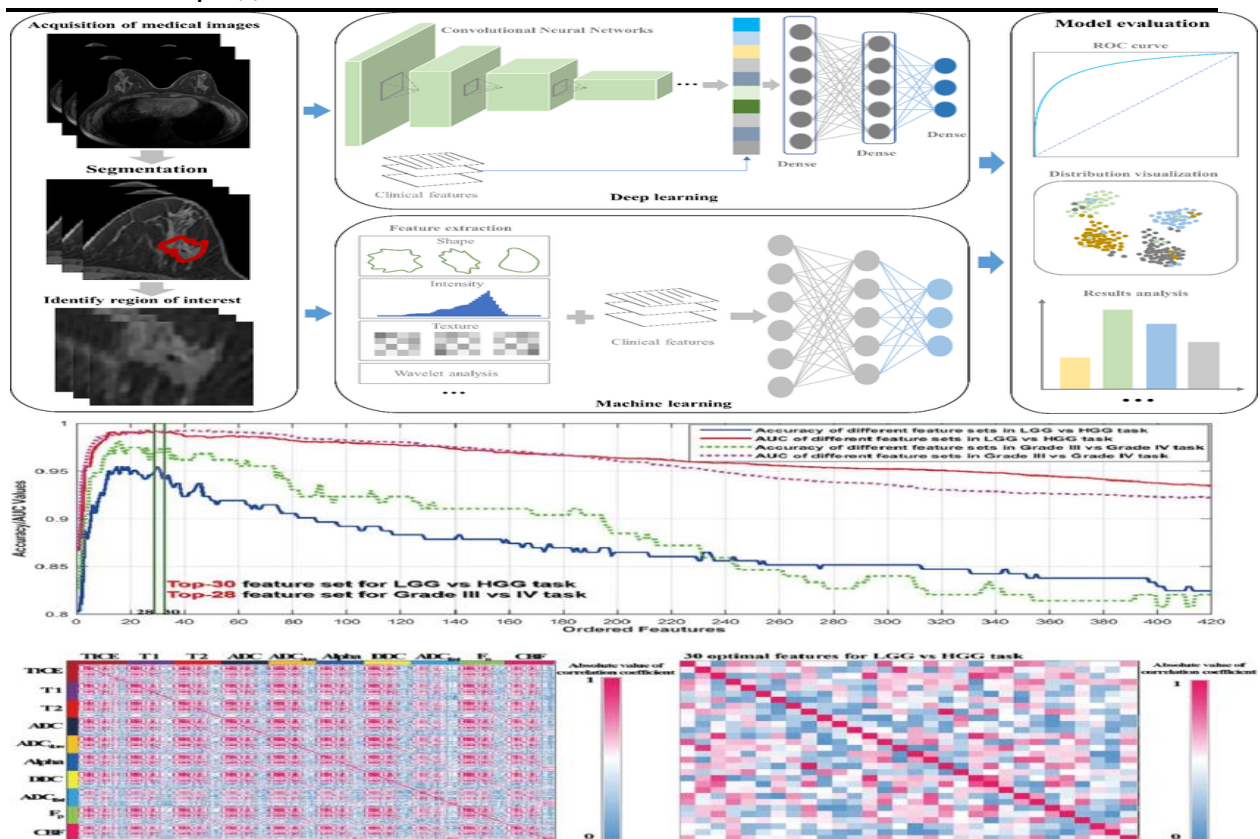 Acquisition of medical images
Segmentation
Identify region of interest
Convolutional Neural Networks
...
Clinical features
Dense
Dense
Dense
Deep learning
Feature extraction
Shape
Intensity
Texture
Wavelet analysis
...
Clinical features
Machine learning
Model evaluation
ROC curve
Distribution visualization
Results analysis
...
Accuracy of different feature sets in LGG vs HGG task
AUC of different feature sets in LGG vs HGG task
Accuracy of different feature sets in Grade III vs Grade IV task
AUC of different feature sets in Grade III vs Grade IV task
Accuracy/AUC Values
1
0.95
0.9
0.85
0.8
Top-30 feature set for LGG vs HGG task
Top-28 feature set for Grade III vs IV task
28 30
0 20 40 60 80 100 120 140 160 180 200 220 240 260 280 300 320 340 360 380 400 420
Ordered Feautures
T1CE T1 T2 ADC ADC Alpha DDC ADC F CBF
T1CE
T1
T2
ADC
ADC
Alpha
DDC
ADC
F
CBF
Absolute value of
correlation coefficient
1
0
30 optimal features for LGG vs HGG task
Absolute value of
correlation coefficient
1
0